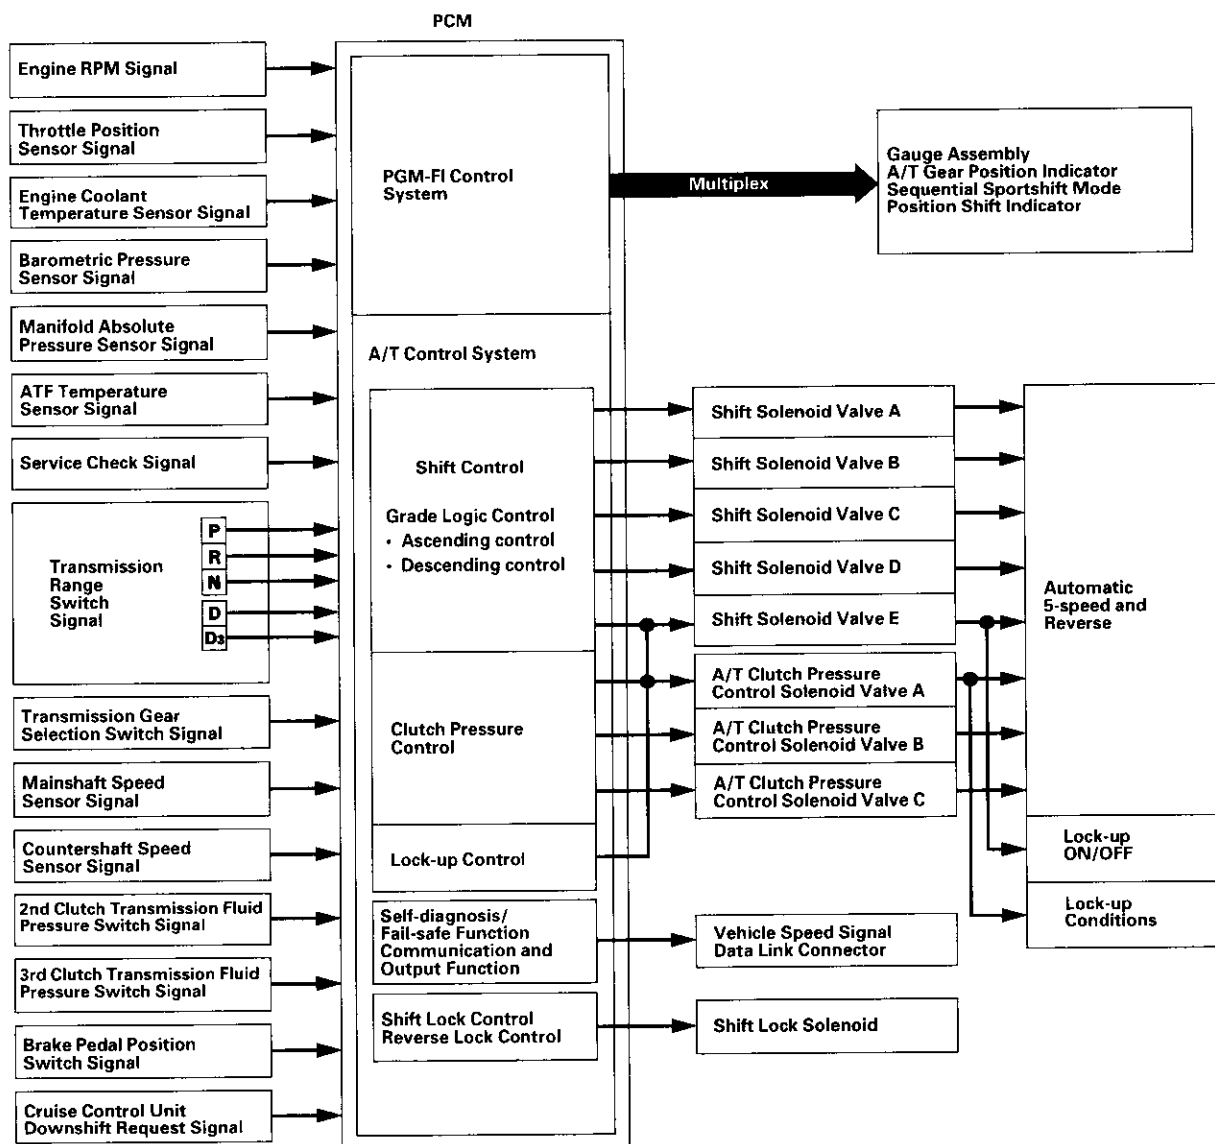 PCM
Engine RPM Signal
Throttle Position
Sensor Signal
Engine Coolant
Temperature Sensor Signal
Barometric Pressure
Sensor Signal
Manifold Absolute
Pressure Sensor Signal
ATF Temperature
Sensor Signal
Service Check Signal
Transmission
Range
Switch
Signal
P
R
N
D
D3
Transmission Gear
Selection Switch Signal
Mainshaft Speed
Sensor Signal
Countershaft Speed
Sensor Signal
2nd Clutch Transmission Fluid
Pressure Switch Signal
3rd Clutch Transmission Fluid
Pressure Switch Signal
Brake Pedal Position
Switch Signal
Cruise Control Unit
Downshift Request Signal
PGM-FI Control
System
A/T Control System
Shift Control
Grade Logic Control
• Ascending control
• Descending control
Clutch Pressure
Control
Lock-up Control
Self-diagnosis/
Fail-safe Function
Communication and
Output Function
Shift Lock Control
Reverse Lock Control
Multiplex
Gauge Assembly
A/T Gear Position Indicator
Sequential Sportshift Mode
Position Shift Indicator
Shift Solenoid Valve A
Shift Solenoid Valve B
Shift Solenoid Valve C
Shift Solenoid Valve D
Shift Solenoid Valve E
A/T Clutch Pressure
Control Solenoid Valve A
A/T Clutch Pressure
Control Solenoid Valve B
A/T Clutch Pressure
Control Solenoid Valve C
Vehicle Speed Signal
Data Link Connector
Shift Lock Solenoid
Automatic
5-speed and
Reverse
Lock-up
ON/OFF
Lock-up
Conditions